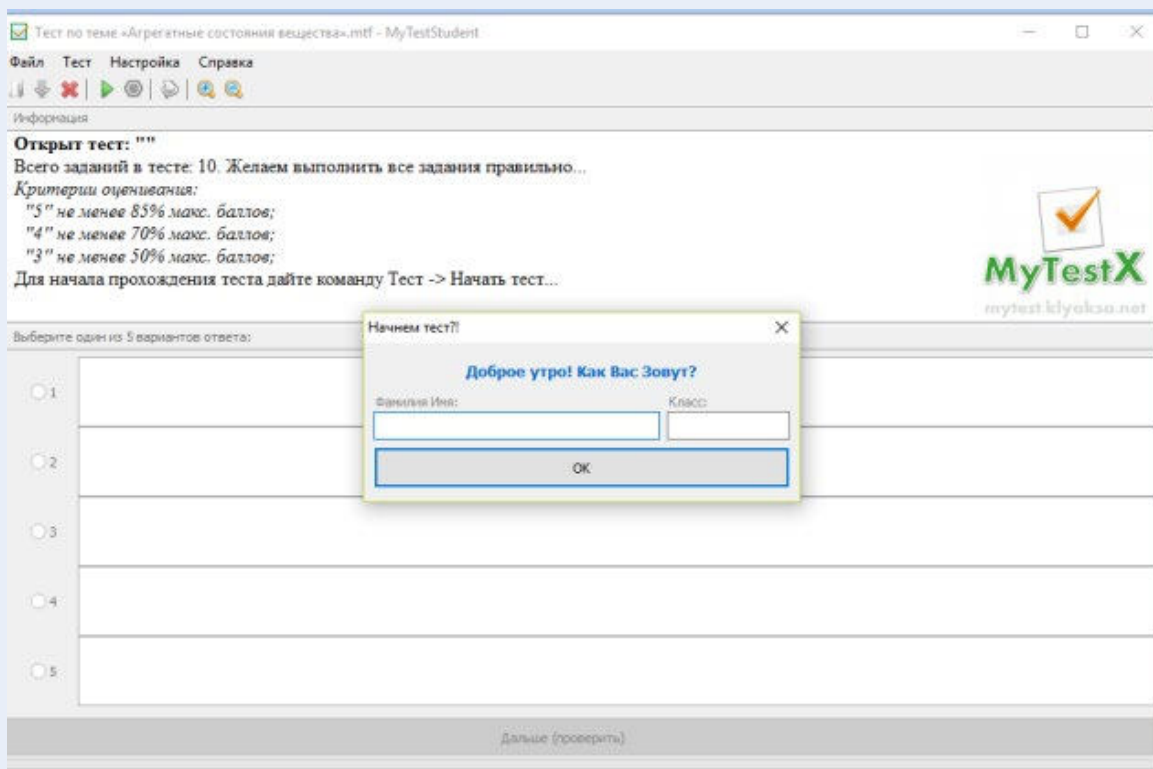 Тест по теме «Агрегатные состояния вещества».mtf - MyTestStudent
Файл Тест Настройка Справка
Информация
Открыт тест: ""
Всего заданий в тесте: 10. Желаем выполнить все задания правильно...
Критерии оценивания:
"5" не менее 85% макс. баллов;
"4" не менее 70% макс. баллов;
"3" не менее 50% макс. баллов;
Для начала прохождения теста дайте команду Тест -> Начать тест...
MyTestX
mytest.klyaksa.net
Выберите один из 5 вариантов ответа:
Начнем тест?!
Доброе утро! Как Вас Зовут?
Фамилия Имя: Класс:
OK
1
2
3
4
5
Дальше (проверить)